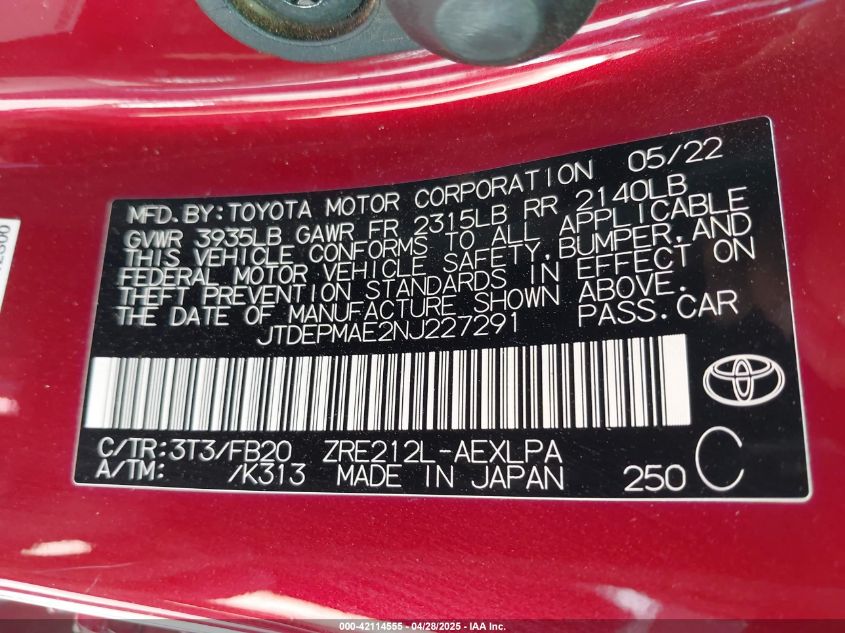 MFD.BY:TOYOTA MOTOR CORPORATION 05/22
GVWR 3935LB GAWR FR 2315LB RR 2140LB
THIS VEHICLE CONFORMS TO ALL APPLICABLE
FEDERAL MOTOR VEHICLE SAFETY,BUMPER,AND
THEFT PREVENTION STANDARDS IN EFFECT ON
THE DATE OF MANUFACTURE SHOWN ABOVE.
JTDEPMAE2NJ227291 PASS.CAR
C/TR:3T3/FB20 ZRE212L-AEXLPA
A/TM: /K313 MADE IN JAPAN 250 C
000-42114555 | 04/28/2025 - IAA Inc.